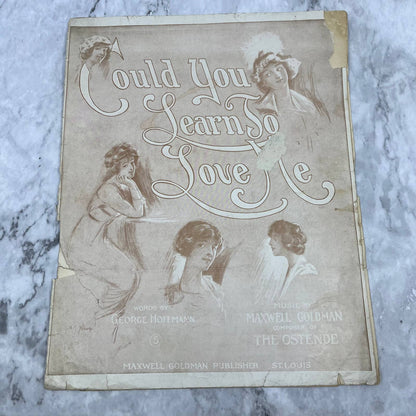 Could You
Learn To
Love Me
WORDS BY
GEORGE HOFFMANN
MUSIC BY
MAXWELL GOLDMAN
COMPOSER OF
THE OSTENDE
5
MAXWELL GOLDMAN PUBLISHER ST. LOUIS